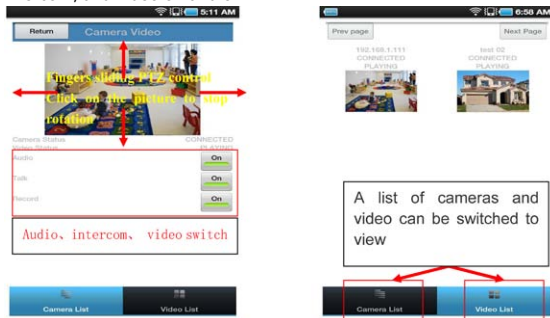 5:11 AM
Return
Camera Video
Fingers sliding PTZ control
Click on the picture to stop
rotation
Camera Status
CONNECTED
Video Status
PLAYING
Audio
On
Talk
On
Record
On
Audio、intercom、 video switch
Camera List
Video List
6:58 AM
Prev page
Next Page
192.168.1.111
CONNECTED
PLAYING
test 02
CONNECTED
PLAYING
A list of cameras and
video can be switched to
view
Camera List
Video List